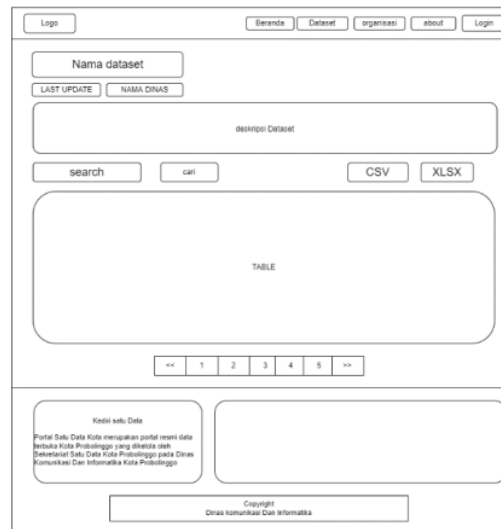 Logo
Beranda
Dataset
organisasi
about
Login
Nama dataset
LAST UPDATE
NAMA DINAS
deskripsi Dataset
search
cari
CSV
XLSX
TABLE
<< 1 2 3 4 5 >>
Kediri satu Data
Portal Satu Data Kota merupakan portal resmi data
terbuka Kota Probolinggo yang dikelola oleh
Sekretariat Satu Data Kota Probolinggo pada Dinas
Komunikasi Dan Informatika Kota Probolinggo
Copyright
Dinas komunikasi Dan Informatika